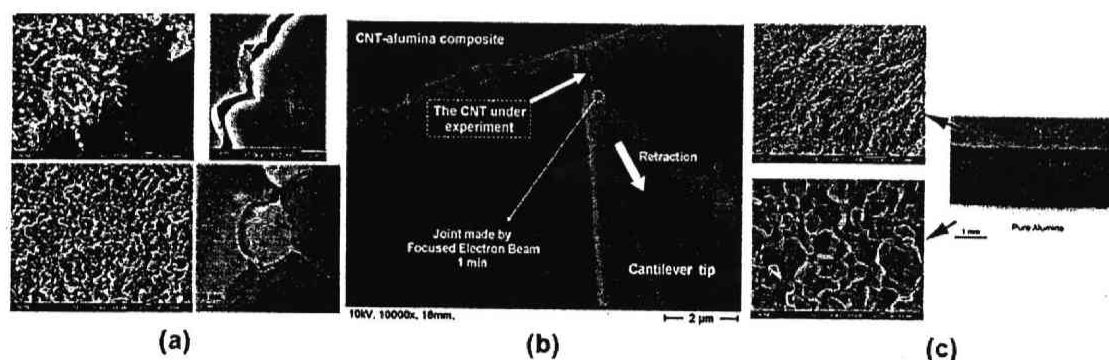 CNT-alumina composite
The CNT under
experiment
Retraction
Joint made by
Focused Electron Beam
1 min
Cantilever tip
10kV, 10000x, 16mm,
2 µm
1 mm
Pure Alumina
(a)
(b)
(c)